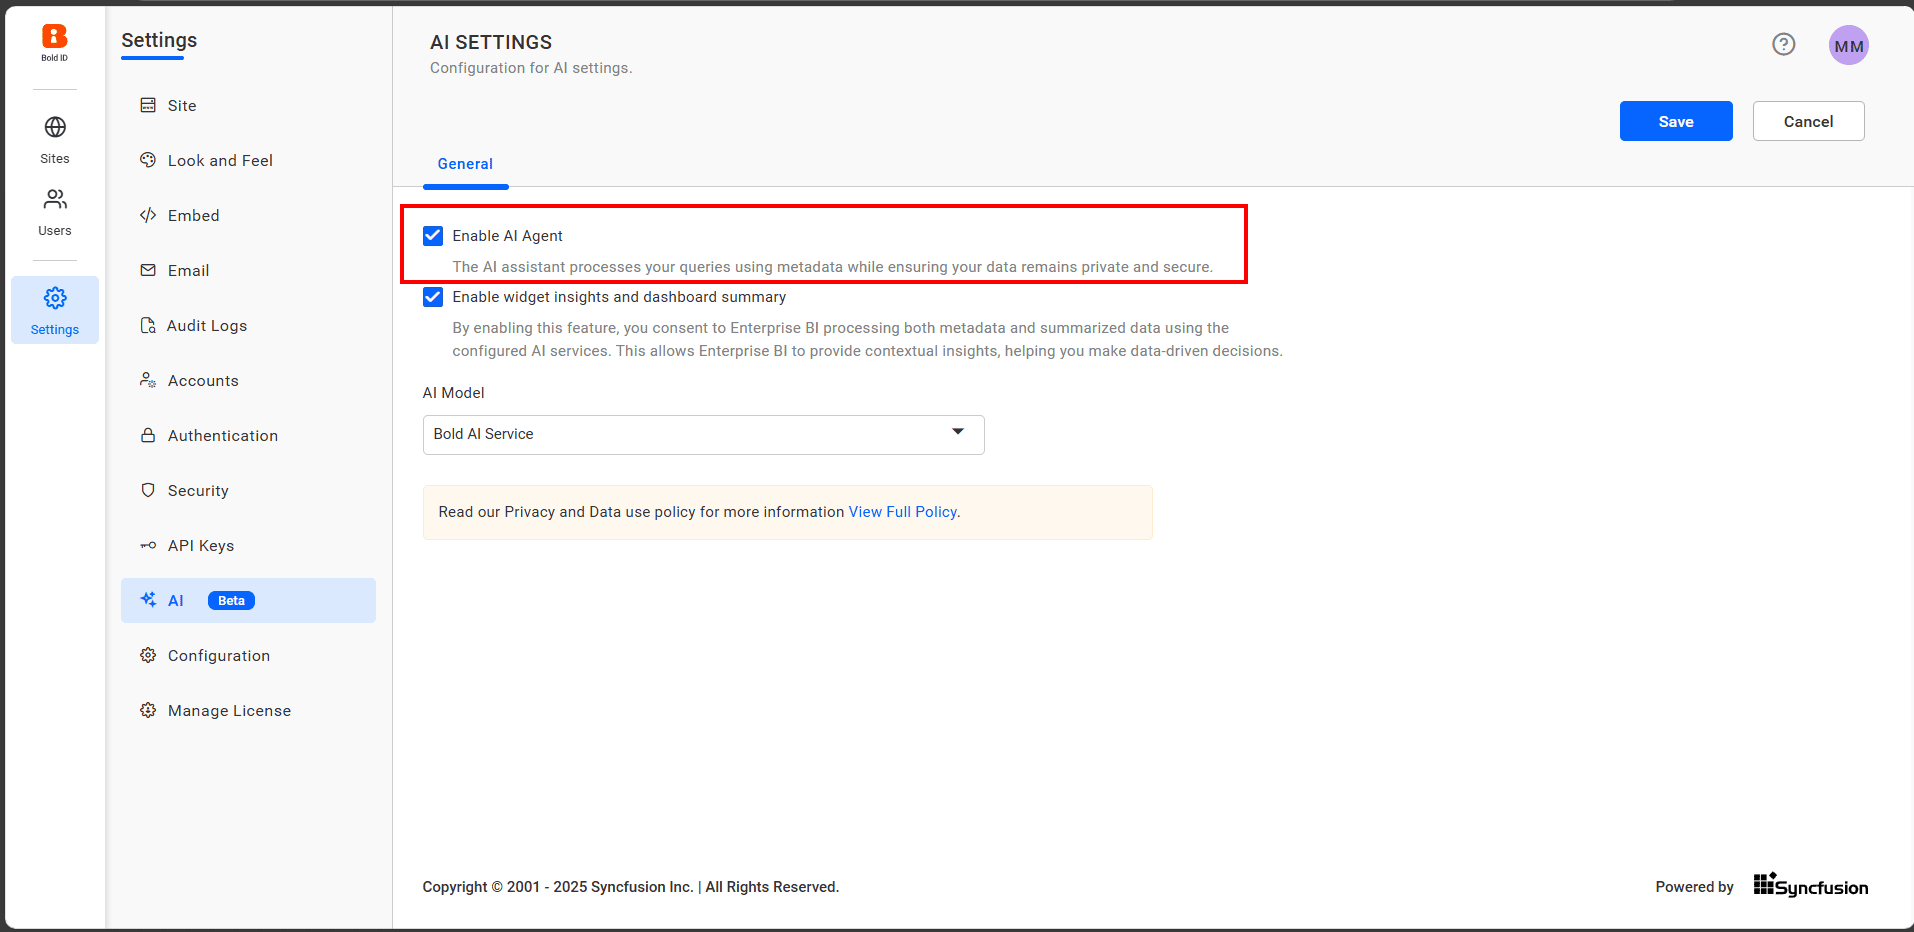 Bold ID
Sites
Users
Settings
Settings
Site
Look and Feel
Embed
Email
Audit Logs
Accounts
Authentication
Security
API Keys
AI Beta
Configuration
Manage License
AI SETTINGS
Configuration for AI settings.
MM
Save Cancel
General
Enable AI Agent
The AI assistant processes your queries using metadata while ensuring your data remains private and secure.
Enable widget insights and dashboard summary
By enabling this feature, you consent to Enterprise BI processing both metadata and summarized data using the
configured AI services. This allows Enterprise BI to provide contextual insights, helping you make data-driven decisions.
AI Model
Bold AI Service
Read our Privacy and Data use policy for more information View Full Policy.
Copyright © 2001 - 2025 Syncfusion Inc. | All Rights Reserved.
Powered by Syncfusion